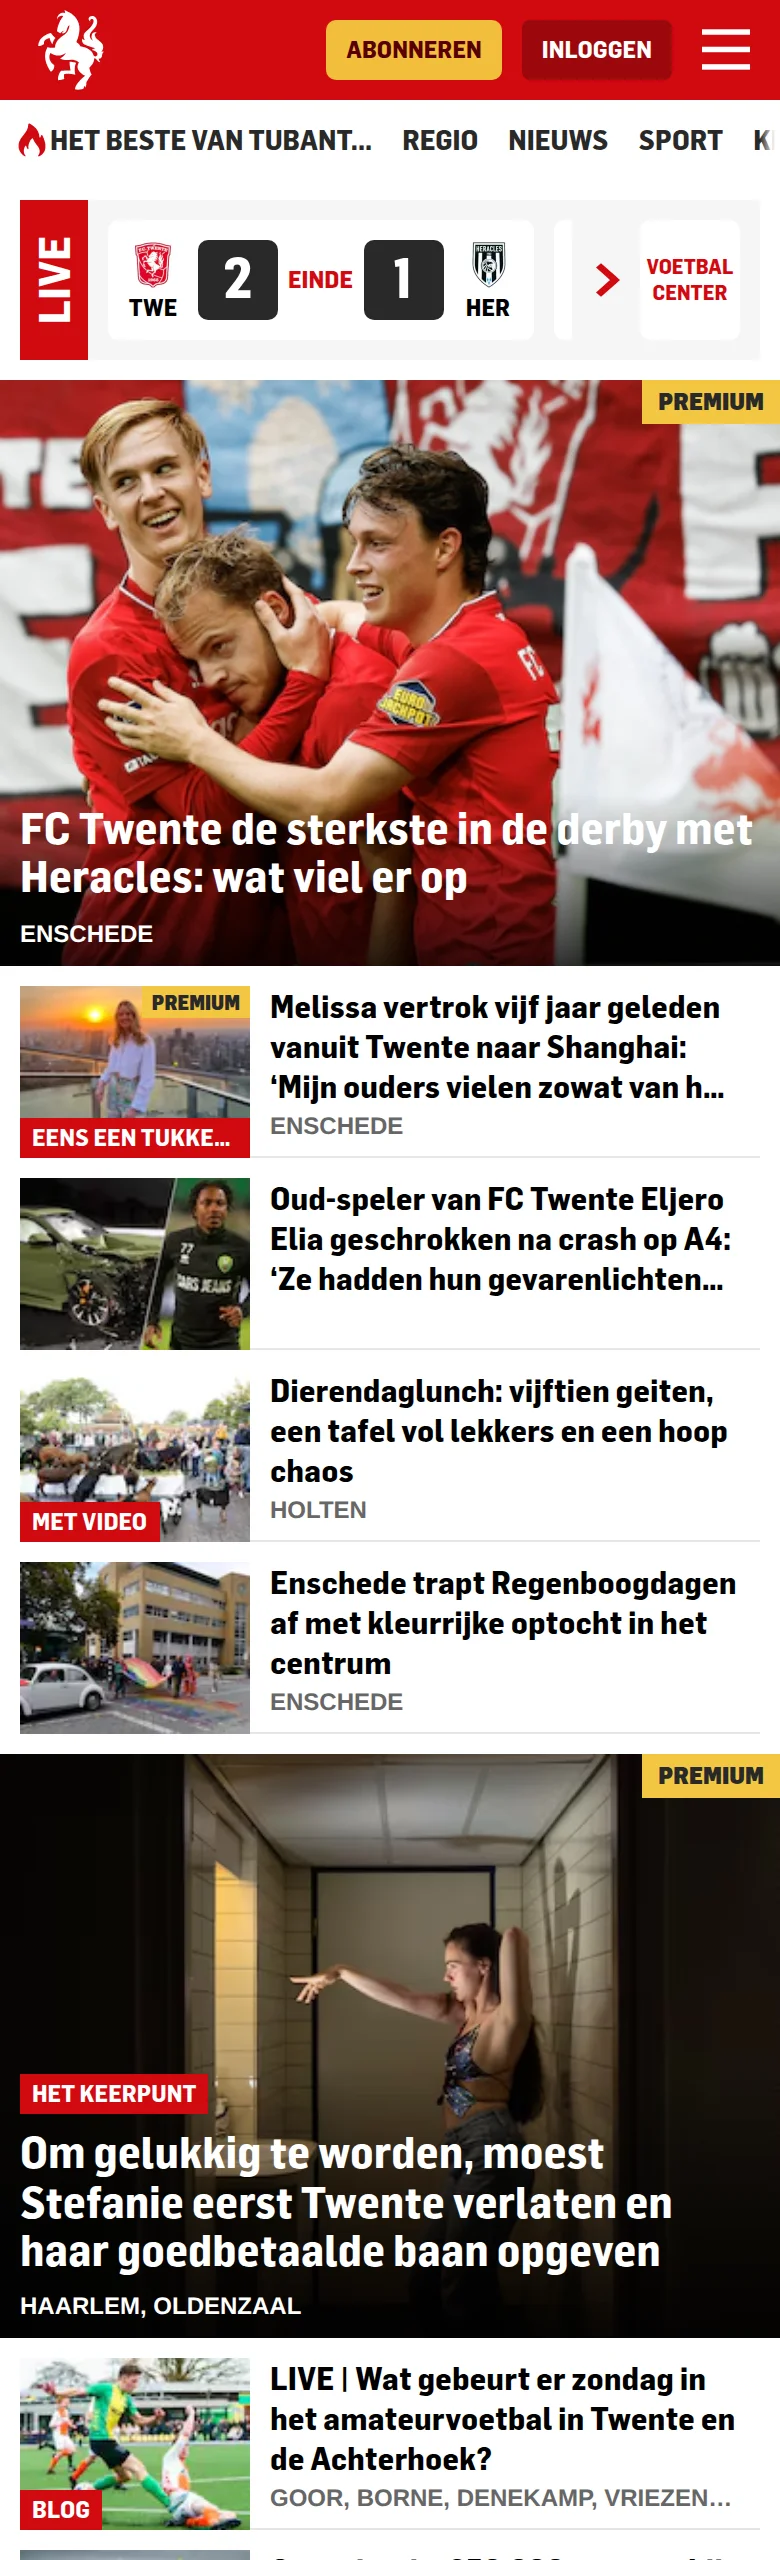 ABONNEREN
INLOGGEN
HET BESTE VAN TUBANT... REGIO NIEUWS SPORT
LIVE
TWE
2
EINDE
1
HERACLES
HER
VOETBAL
CENTER
PREMIUM
EURO
JACKPOT
FC Twente de sterkste in de derby met
Heracles: wat viel er op
ENSCHEDE
PREMIUM
EENS EEN TUKKE...
Melissa vertrok vijf jaar geleden
vanuit Twente naar Shanghai:
‘Mijn ouders vielen zowat van h...
ENSCHEDE
77
Oud-speler van FC Twente Eljero
Elia geschrokken na crash op A4:
‘Ze hadden hun gevarenlichten...
MET VIDEO
Dierendaglunch: vijftien geiten,
een tafel vol lekkers en een hoop
chaos
HOLTEN
Enschede trapt Regenboogdagen
af met kleurrijke optocht in het
centrum
ENSCHEDE
PREMIUM
HET KEERPUNT
Om gelukkig te worden, moest
Stefanie eerst Twente verlaten en
haar goedbetaalde baan opgeven
HAARLEM, OLDENZAAL
BLOG
LIVE | Wat gebeurt er zondag in
het amateurvoetbal in Twente en
de Achterhoek?
GOOR, BORNE, DENEKAMP, VRIEZEN...